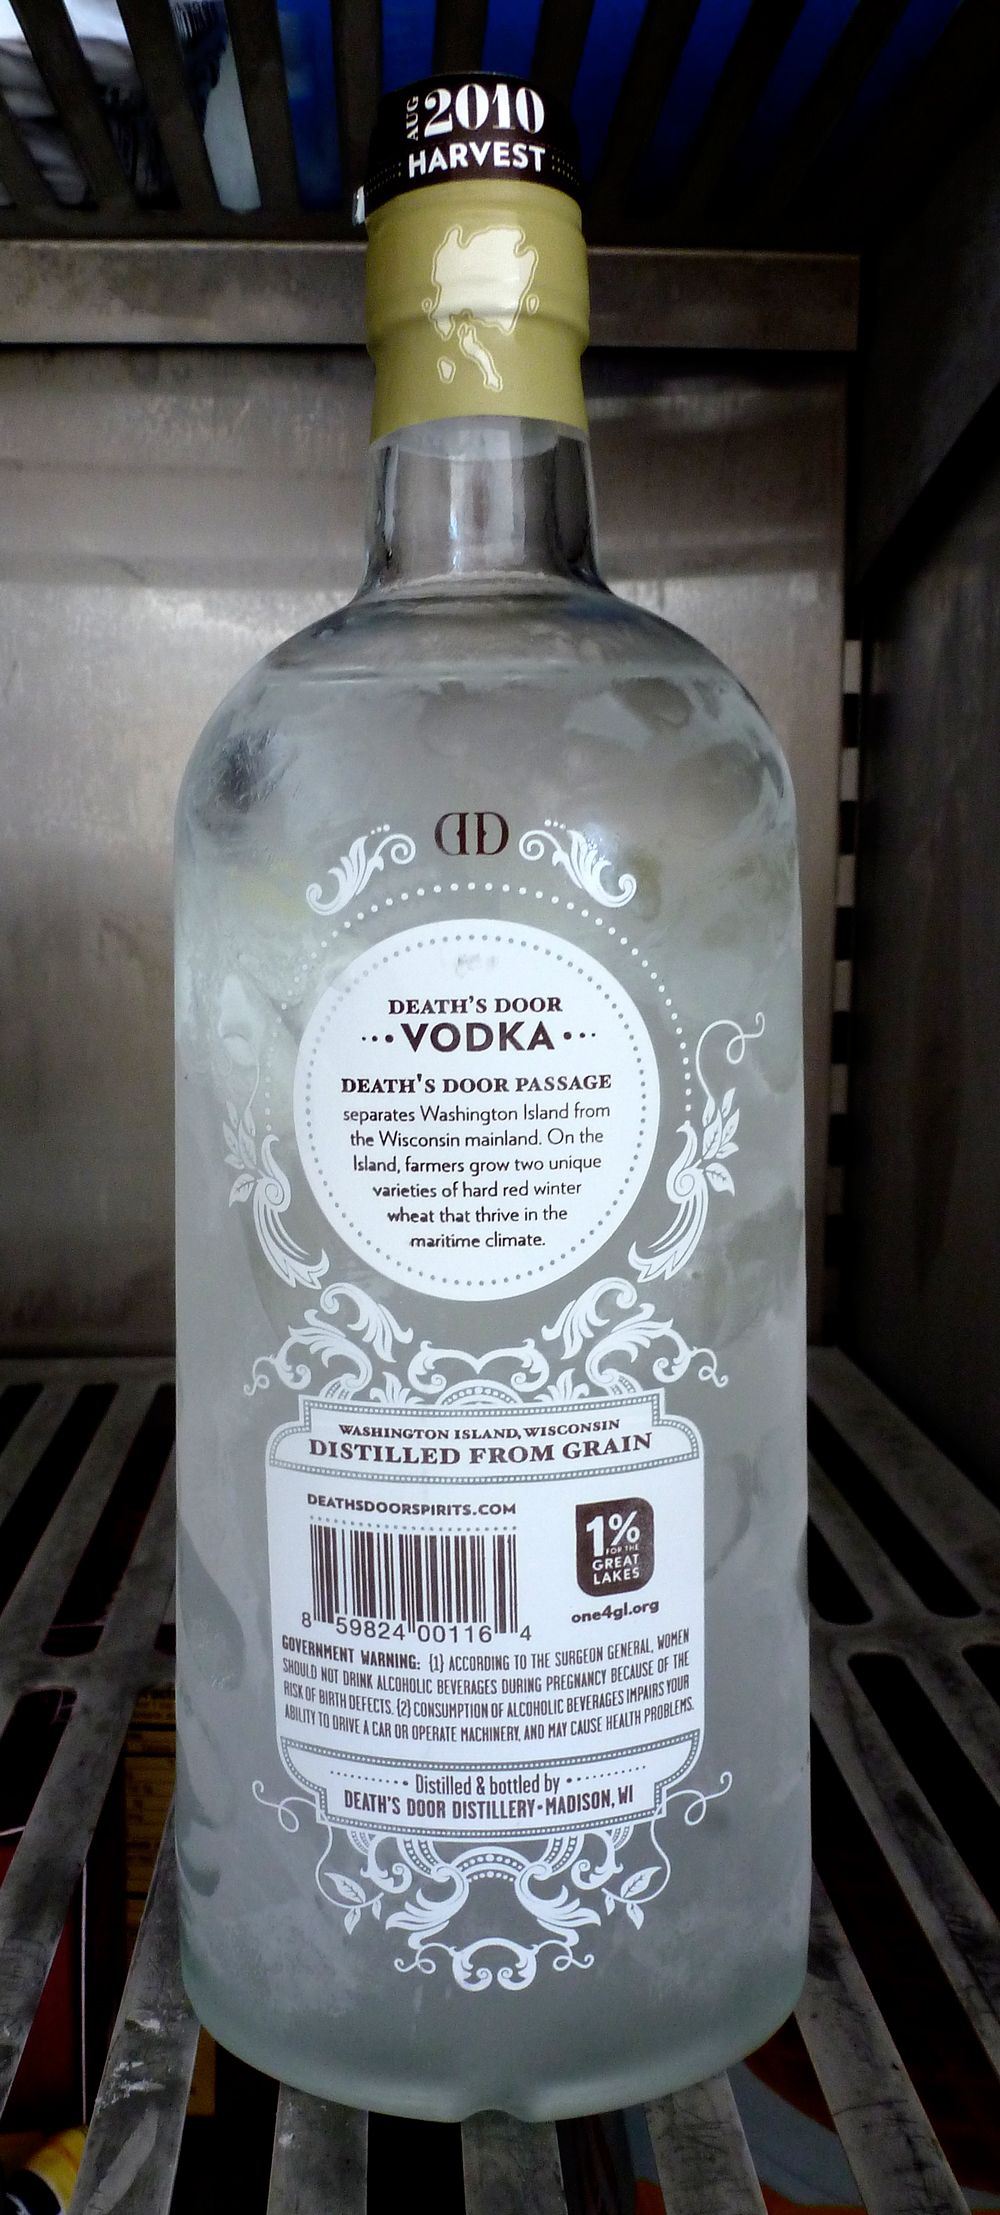 AUG 2010
HARVEST
DD
DEATH'S DOOR
VODKA
DEATH'S DOOR PASSAGE
separates Washington Island from
the Wisconsin mainland. On the
Island, farmers grow two unique
varieties of hard red winter
wheat that thrive in the
maritime climate.
WASHINGTON ISLAND, WISCONSIN
DISTILLED FROM GRAIN
DEATHSDOORSPIRITS.COM
1%
FOR THE
GREAT
LAKES
one4gl.org
8 59824 00116 4
GOVERNMENT WARNING: {1} ACCORDING TO THE SURGEON GENERAL, WOMEN
SHOULD NOT DRINK ALCOHOLIC BEVERAGES DURING PREGNANCY BECAUSE OF THE
RISK OF BIRTH DEFECTS. {2} CONSUMPTION OF ALCOHOLIC BEVERAGES IMPAIRS YOUR
ABILITY TO DRIVE A CAR OR OPERATE MACHINERY, AND MAY CAUSE HEALTH PROBLEMS.
Distilled & bottled by
DEATH'S DOOR DISTILLERY • MADISON, WI